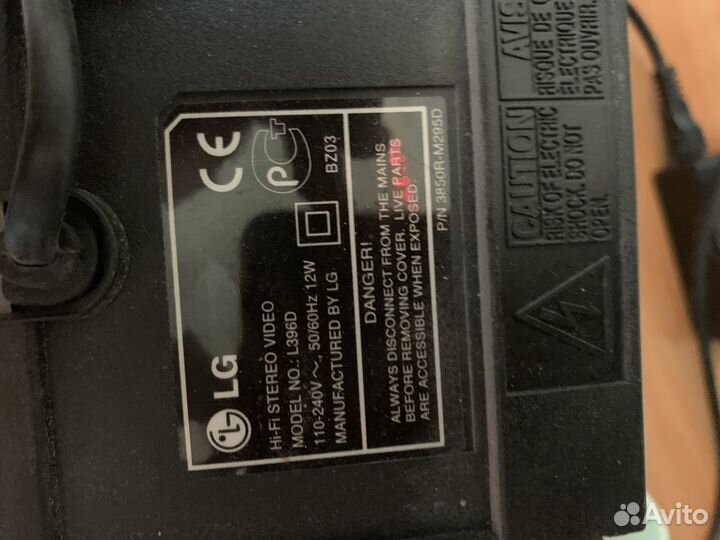 LG
CE
PCT
Hi-Fi STEREO VIDEO
MODEL NO. : L396D
110-240V ~, 50/60Hz 12W
MANUFACTURED BY LG
BZ03
DANGER!
ALWAYS DISCONNECT FROM THE MAINS
BEFORE REMOVING COVER. LIVE PARTS
ARE ACCESSIBLE WHEN EXPOSED.
P/N 3850R-M295D
CAUTION
RISK OF ELECTRIC
SHOCK. DO NOT
OPEN.
AVIS
RISQUE DE
ÉLECTRIQUE
PAS OUVRIR.
Avito